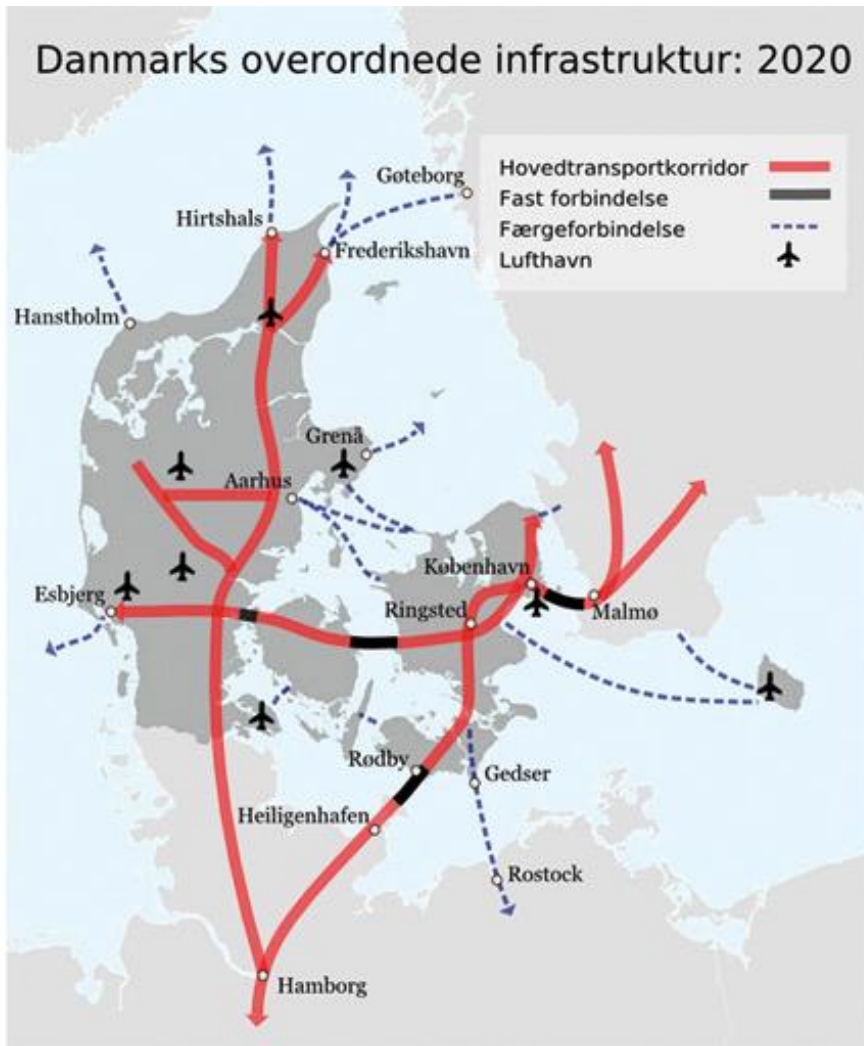 Danmarks overordnede infrastruktur: 2020
Hovedtransportkorridor
Fast forbindelse
Færgeforbindelse
Lufthavn
Gøteborg
Hirtshals
Frederikshavn
Hanstholm
Grenå
Aarhus
København
Esbjerg
Ringsted
Malmø
Rødby
Gedser
Heiligenhafen
Rostock
Hamborg